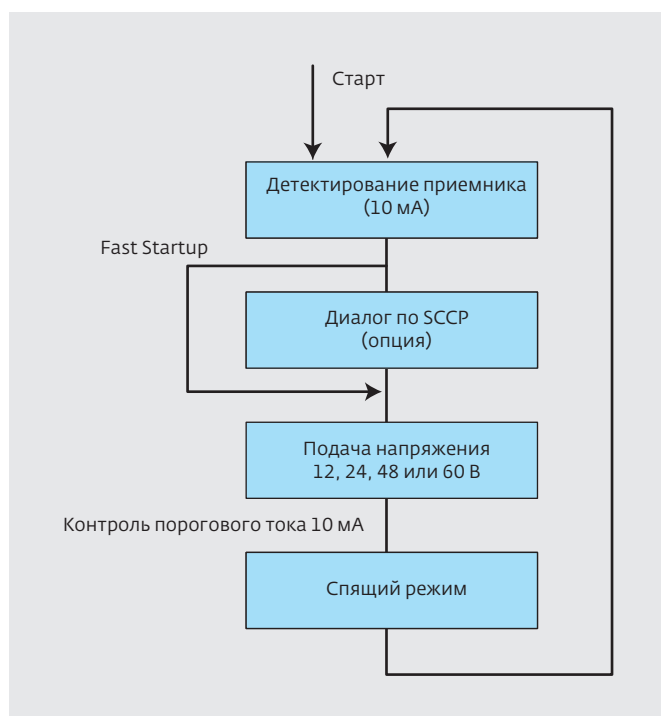 Старт
Детектирование приемника
(10 мА)
Fast Startup
Диалог по SCCP
(опция)
Подача напряжения
12, 24, 48 или 60 В
Контроль порогового тока 10 мА
Спящий режим